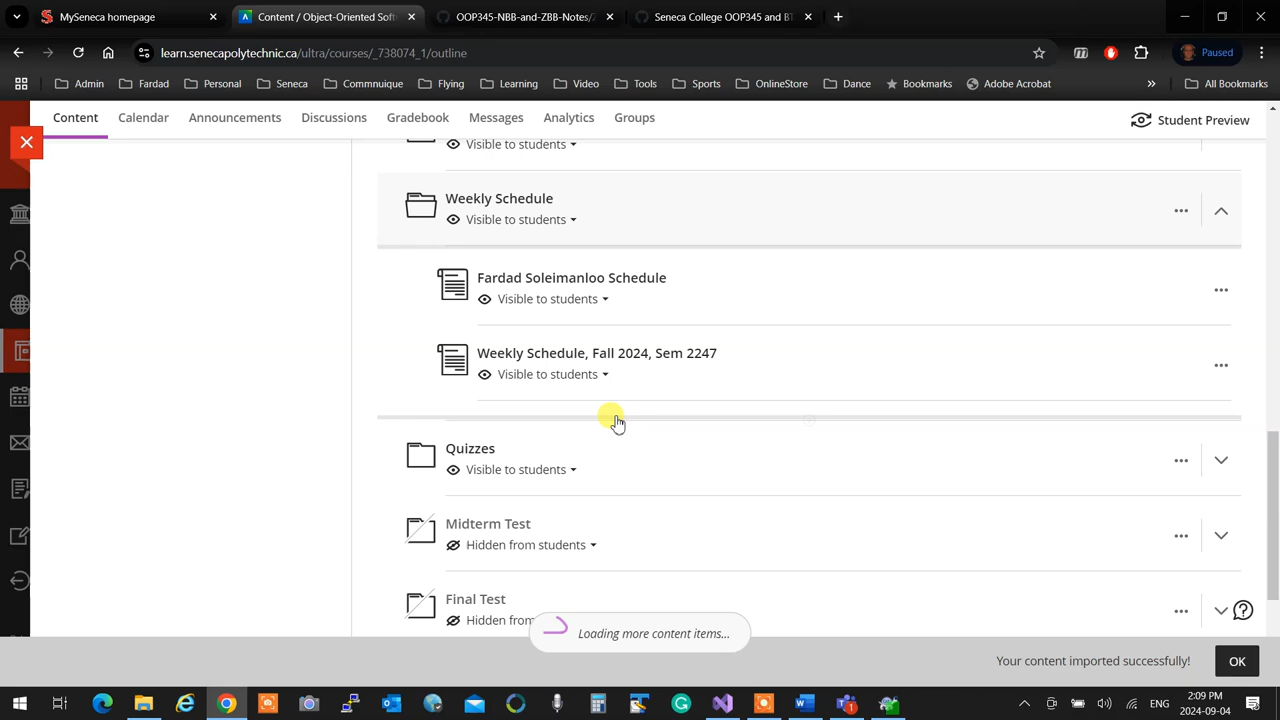 MySeneca homepage
Content / Object-Oriented Soft
OOP345-NBB-and-ZBB-Notes/Z
Seneca College OOP345 and BT
learn.senecapolytechnic.ca/ultra/courses/_738074_1/outline
Paused
Admin
Fardad
Personal
Seneca
Commnuique
Flying
Learning
Video
Tools
Sports
OnlineStore
Dance
Bookmarks
Adobe Acrobat
All Bookmarks
Content
Calendar
Announcements
Discussions
Gradebook
Messages
Analytics
Groups
Student Preview
Visible to students
Weekly Schedule
Visible to students
Fardad Soleimanloo Schedule
Visible to students
Weekly Schedule, Fall 2024, Sem 2247
Visible to students
Quizzes
Visible to students
Midterm Test
Hidden from students
Final Test
Hidden from
Loading more content items...
Your content imported successfully!
OK
ENG
2:09 PM
2024-09-04